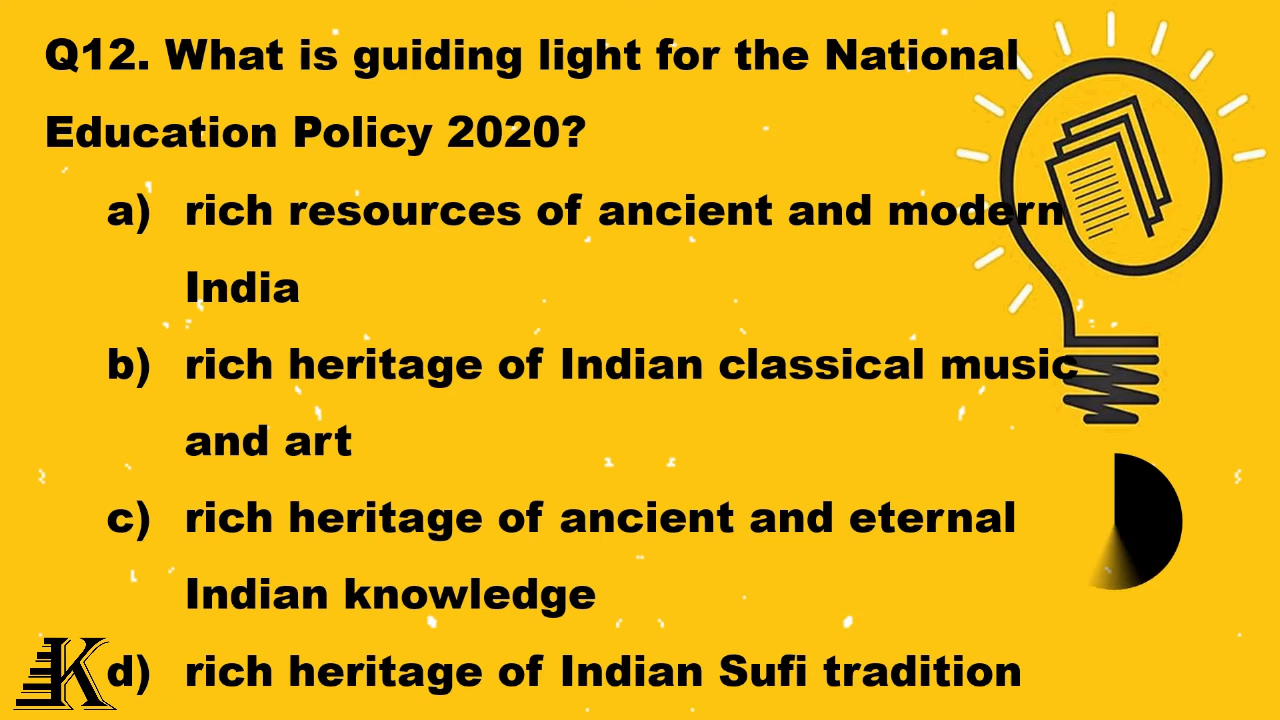 Q12. What is guiding light for the National
Education Policy 2020?
a) rich resources of ancient and modern
India
b) rich heritage of Indian classical music
and art
c) rich heritage of ancient and eternal
Indian knowledge
K d) rich heritage of Indian Sufi tradition